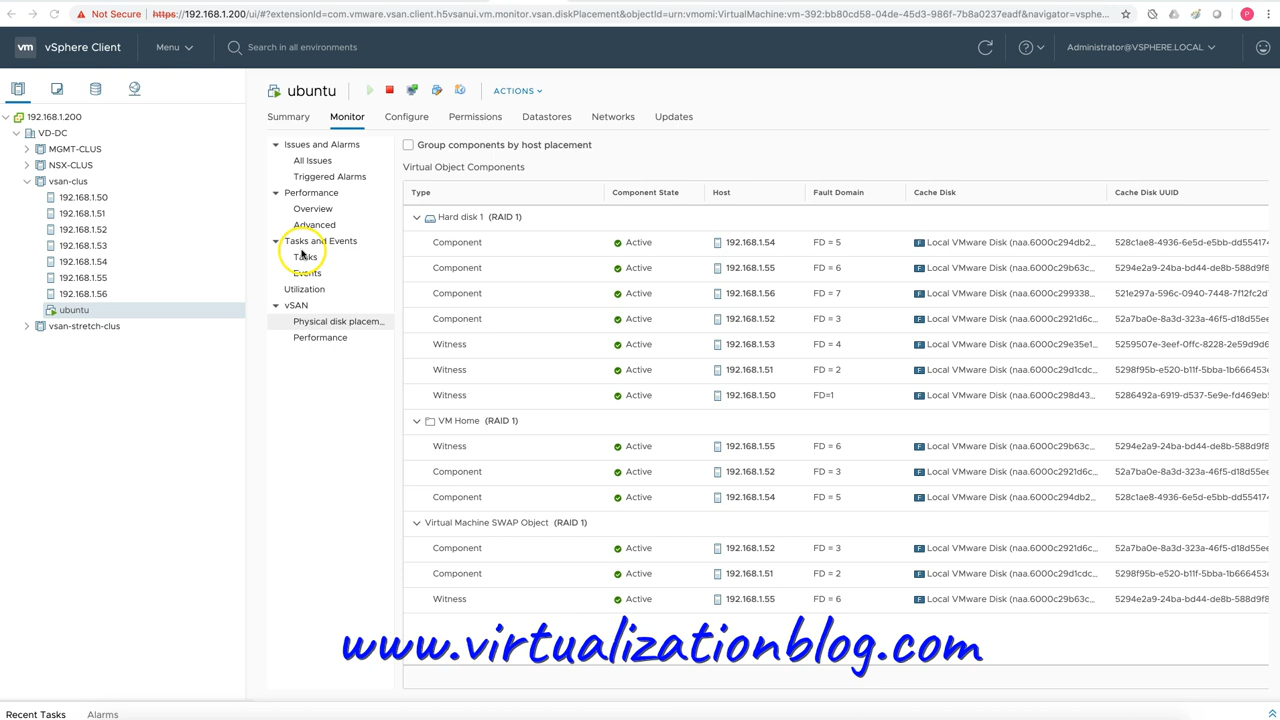 Not Secure | https://192.168.1.200/ui/#?extensionId=com.vmware.vsan.client.h5vsanui.vm.monitor.vsan.diskPlacement&objectId=urn:vmomi:VirtualMachine:vm-392:bb80cd58-04de-45d3-986f-7b8a0237eadf&navigator=vsphe...
vm vSphere Client Menu Search in all environments Administrator@VSPHERE.LOCAL
192.168.1.200
VD-DC
MGMT-CLUS
NSX-CLUS
vsan-clus
192.168.1.50
192.168.1.51
192.168.1.52
192.168.1.53
192.168.1.54
192.168.1.55
192.168.1.56
ubuntu
vsan-stretch-clus
ubuntu ACTIONS
Summary Monitor Configure Permissions Datastores Networks Updates
Issues and Alarms
All Issues
Triggered Alarms
Performance
Overview
Advanced
Tasks and Events
Tasks
Events
Utilization
vSAN
Physical disk placem...
Performance
Group components by host placement
Virtual Object Components
Type Component State Host Fault Domain Cache Disk Cache Disk UUID
Hard disk 1 (RAID 1)
Component Active 192.168.1.54 FD = 5 Local VMware Disk (naa.6000c294db2... 528c1ae8-4936-6e5d-e5bb-dd554174
Component Active 192.168.1.55 FD = 6 Local VMware Disk (naa.6000c29b63c... 5294e2a9-24ba-bd44-de8b-588d9f8
Component Active 192.168.1.56 FD = 7 Local VMware Disk (naa.6000c299338... 521e297a-596c-0940-7448-7f12fc2d
Component Active 192.168.1.52 FD = 3 Local VMware Disk (naa.6000c2921d6... 52a7ba0e-8a3d-323a-46f5-d18d55ee
Witness Active 192.168.1.53 FD = 4 Local VMware Disk (naa.6000c29e35e1... 5259507e-3eef-0ffc-8228-2e59d9d6
Witness Active 192.168.1.51 FD = 2 Local VMware Disk (naa.6000c29d1cdc... 5298f95b-e520-b11f-5bba-1b666453e
Witness Active 192.168.1.50 FD=1 Local VMware Disk (naa.6000c298d43... 5286492a-6919-d537-5e9e-fd469eb5
VM Home (RAID 1)
Witness Active 192.168.1.55 FD = 6 Local VMware Disk (naa.6000c29b63c... 5294e2a9-24ba-bd44-de8b-588d9f8
Component Active 192.168.1.52 FD = 3 Local VMware Disk (naa.6000c2921d6... 52a7ba0e-8a3d-323a-46f5-d18d55ee
Component Active 192.168.1.54 FD = 5 Local VMware Disk (naa.6000c294db2... 528c1ae8-4936-6e5d-e5bb-dd554174
Virtual Machine SWAP Object (RAID 1)
Component Active 192.168.1.52 FD = 3 Local VMware Disk (naa.6000c2921d6... 52a7ba0e-8a3d-323a-46f5-d18d55ee
Component Active 192.168.1.51 FD = 2 Local VMware Disk (naa.6000c29d1cdc... 5298f95b-e520-b11f-5bba-1b666453e
Witness Active 192.168.1.55 FD = 6 Local VMware Disk (naa.6000c29b63c... 5294e2a9-24ba-bd44-de8b-588d9f8
www.virtualizationblog.com
Recent Tasks Alarms